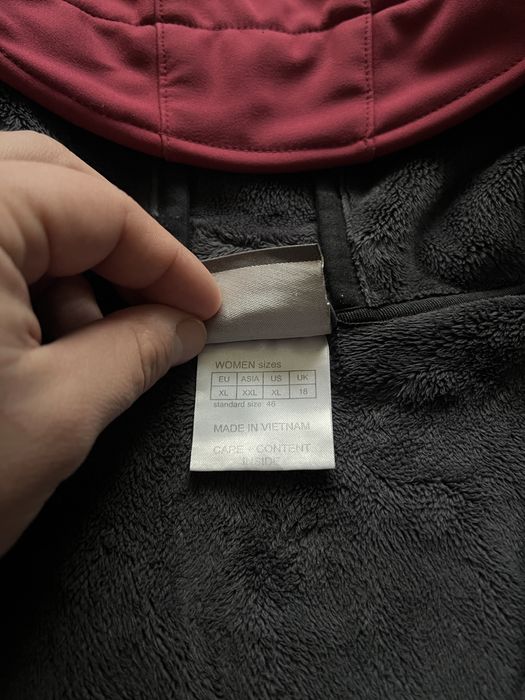 WOMEN sizes
EU ASIA US UK
XL XXL XL 18
standard size 46
MADE IN VIETNAM
CARE + CONTENT
INSIDE